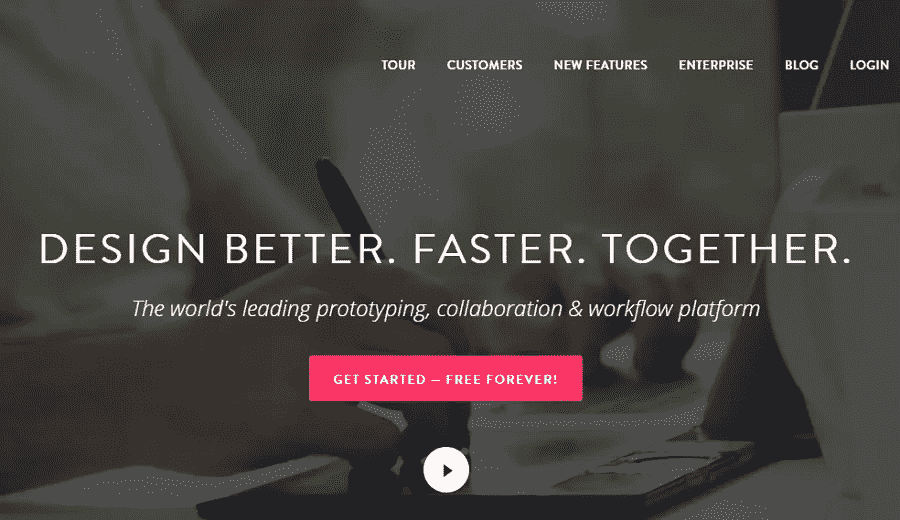 TOUR CUSTOMERS NEW FEATURES ENTERPRISE BLOG LOGIN
DESIGN BETTER. FASTER. TOGETHER.
The world's leading prototyping, collaboration & workflow platform
GET STARTED – FREE FOREVER!